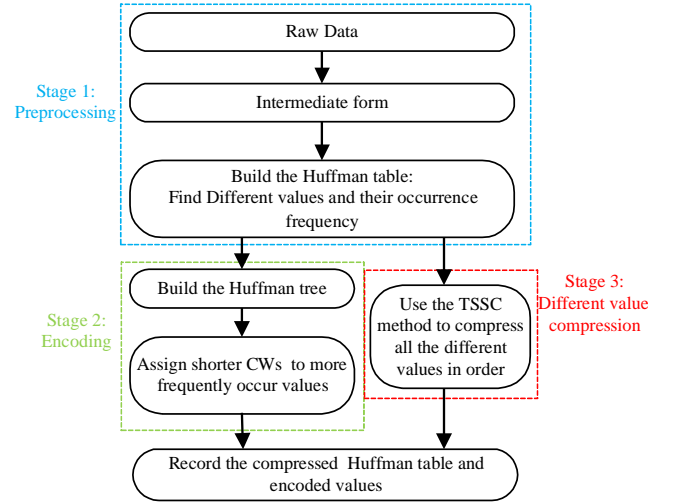 Raw Data
Stage 1:
Preprocessing
Intermediate form
Build the Huffman table:
Find Different values and their occurrence
frequency
Build the Huffman tree
Stage 2:
Encoding
Assign shorter CWs to more
frequently occur values
Stage 3:
Different value
compression
Use the TSSC
method to compress
all the different
values in order
Record the compressed Huffman table and
encoded values